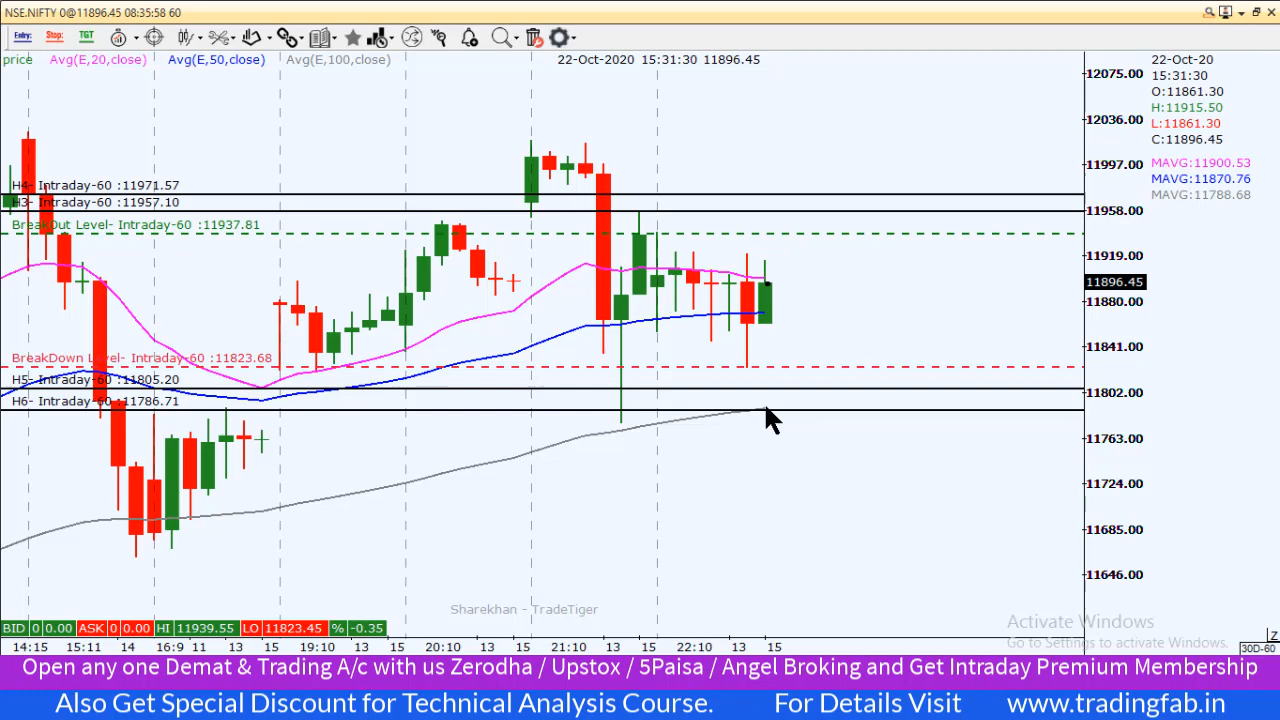 NSE.NIFTY 0@11896.45 08:35:58 60
Entry: Stop: TGT
price Avg(E,20,close) Avg(E,50,close) Avg(E,100,close) 22-Oct-2020 15:31:30 11896.45
22-Oct-20
15:31:30
O:11861.30
H:11915.50
L:11861.30
C:11896.45
MAVG:11900.53
MAVG:11870.76
MAVG:11788.68
12075.00
12036.00
11997.00
11958.00
11919.00
11896.45
11880.00
11841.00
11802.00
11763.00
11724.00
11685.00
11646.00
H4- Intraday-60 :11971.57
H3- Intraday-60 :11957.10
BreakOut Level- Intraday-60 :11937.81
BreakDown Level- Intraday-60 :11823.68
H5- Intraday-60 :11805.20
H6- Intraday-60 :11786.71
Sharekhan - TradeTiger
Activate Windows
Go to Settings to activate Windows.
BID 0 0.00 ASK 0 0.00 HI 11939.55 LO 11823.45 % -0.35
Z
14:15 15:11 14 16:9 11 13 15 19:10 13 15 20:10 13 15 21:10 13 15 22:10 13 15 30D-60
Open any one Demat & Trading A/c with us Zerodha / Upstox / 5Paisa / Angel Broking and Get Intraday Premium Membership
Also Get Special Discount for Technical Analysis Course. For Details Visit www.tradingfab.in